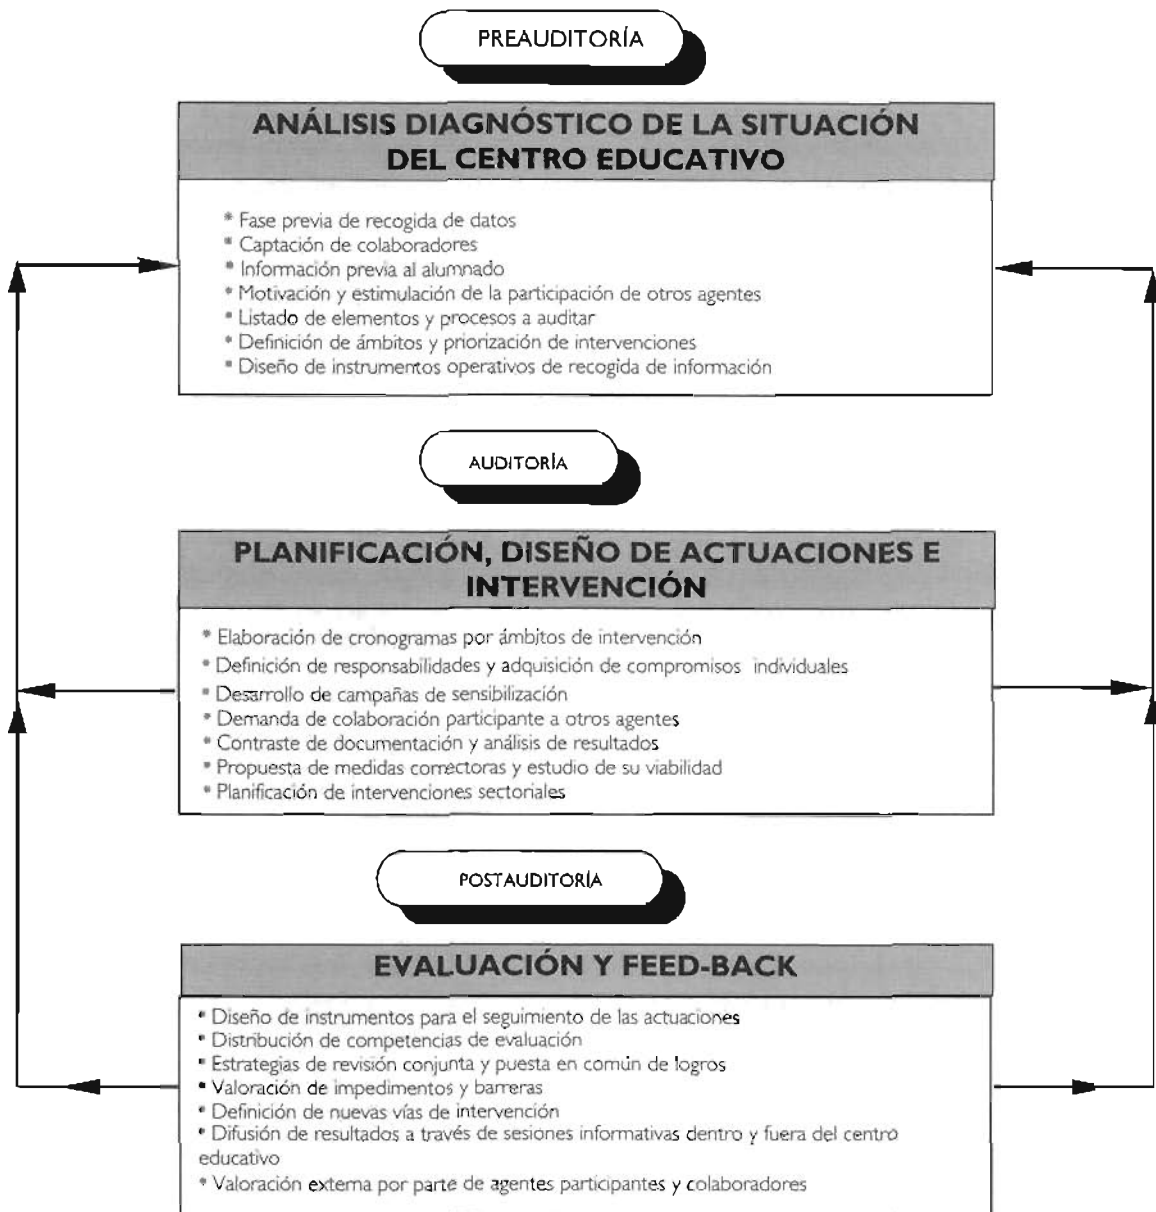 PREAUDITORÍA
ANÁLISIS DIAGNÓSTICO DE LA SITUACIÓN
DEL CENTRO EDUCATIVO
* Fase previa de recogida de datos
* Captación de colaboradores
* Información previa al alumnado
* Motivación y estimulación de la participación de otros agentes
* Listado de elementos y procesos a auditar
* Definición de ámbitos y priorización de intervenciones
* Diseño de instrumentos operativos de recogida de información
AUDITORÍA
PLANIFICACIÓN, DISEÑO DE ACTUACIONES E
INTERVENCIÓN
* Elaboración de cronogramas por ámbitos de intervención
* Definición de responsabilidades y adquisición de compromisos individuales
* Desarrollo de campañas de sensibilización
* Demanda de colaboración participante a otros agentes
* Contraste de documentación y análisis de resultados
* Propuesta de medidas correctoras y estudio de su viabilidad
* Planificación de intervenciones sectoriales
POSTAUDITORÍA
EVALUACIÓN Y FEED-BACK
* Diseño de instrumentos para el seguimiento de las actuaciones
* Distribución de competencias de evaluación
* Estrategias de revisión conjunta y puesta en común de logros
* Valoración de impedimentos y barreras
* Definición de nuevas vías de intervención
* Difusión de resultados a través de sesiones informativas dentro y fuera del centro
educativo
* Valoración externa por parte de agentes participantes y colaboradores